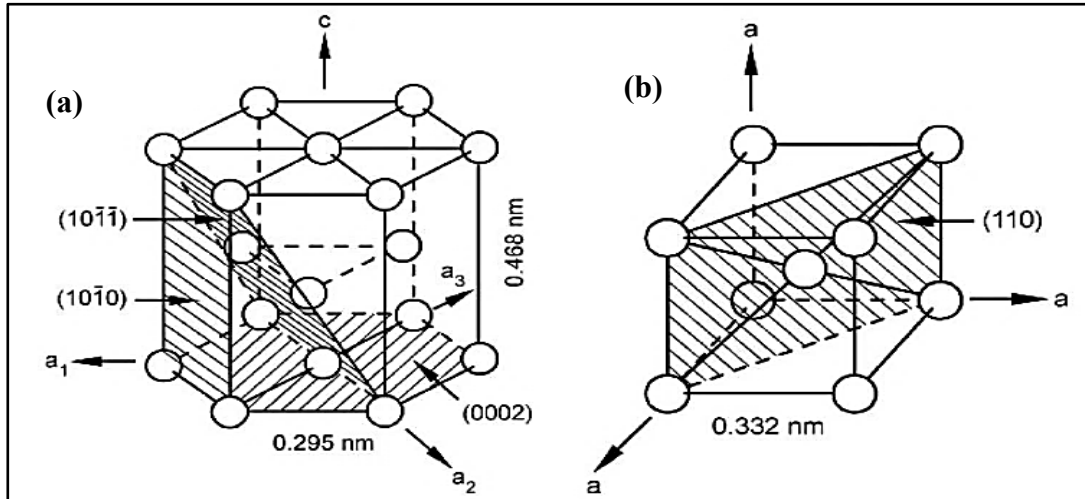 (a)
c
(101̄1̄)
(101̄0)
a₁
0.295 nm
a₂
a₃
(0002)
0.468 nm
(b)
a
(110)
a
0.332 nm
a